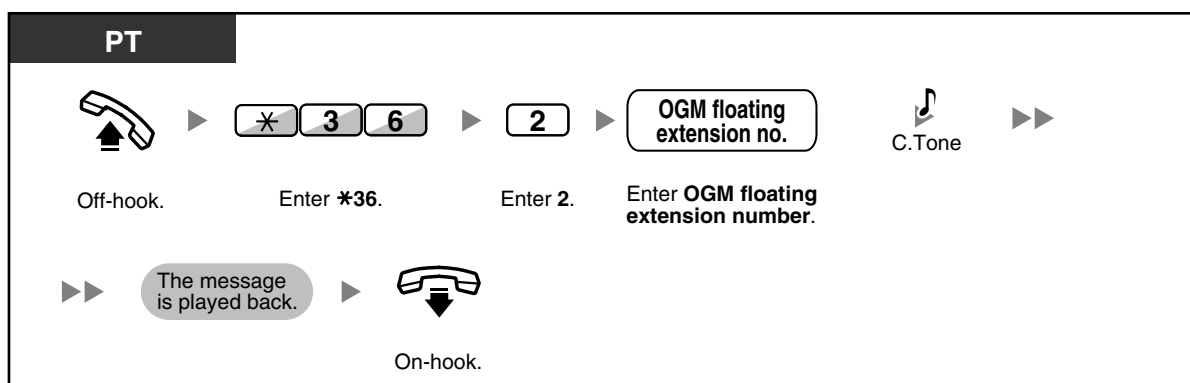 PT
✳ 3 6
2
OGM floating
extension no.
C.Tone
Off-hook.
Enter ✳36.
Enter 2.
Enter OGM floating
extension number.
The message
is played back.
On-hook.